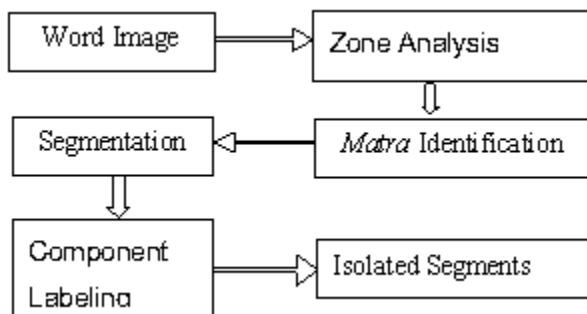 Word Image
Zone Analysis
Matra Identification
Segmentation
Component
Labeling
Isolated Segments